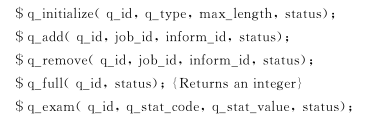 $ q_initialize( q_id, q_type, max_length, status);
$ q_add( q_id, job_id, inform_id, status);
$ q_remove( q_id, job_id, inform_id, status);
$ q_full( q_id, status); {Returns an integer}
$ q_exam( q_id, q_stat_code, q_stat_value, status);